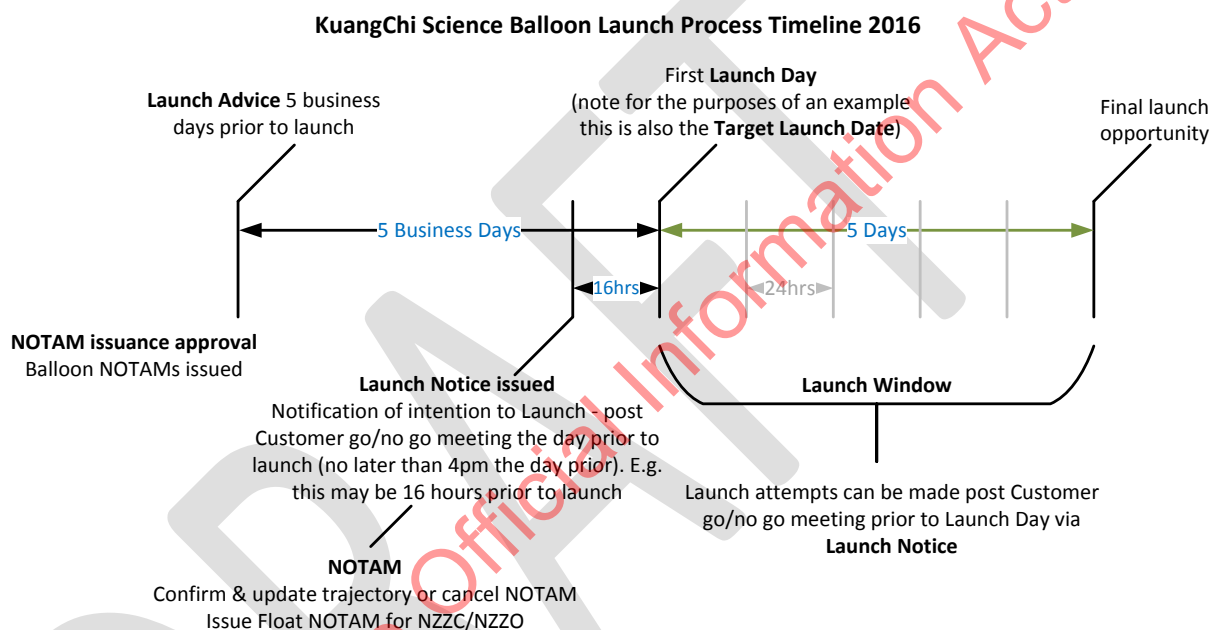 KuangChi Science Balloon Launch Process Timeline 2016
Launch Advice 5 business
days prior to launch
First Launch Day
(note for the purposes of an example
this is also the Target Launch Date)
Final launch
opportunity
5 Business Days
5 Days
16hrs
24hrs
NOTAM issuance approval
Balloon NOTAMs issued
Launch Notice issued
Notification of intention to Launch - post
Customer go/no go meeting the day prior to
launch (no later than 4pm the day prior). E.g.
this may be 16 hours prior to launch
NOTAM
Confirm & update trajectory or cancel NOTAM
Issue Float NOTAM for NZZC/NZZO
Launch Window
Launch attempts can be made post Customer
go/no go meeting prior to Launch Day via
Launch Notice
Official Information Act